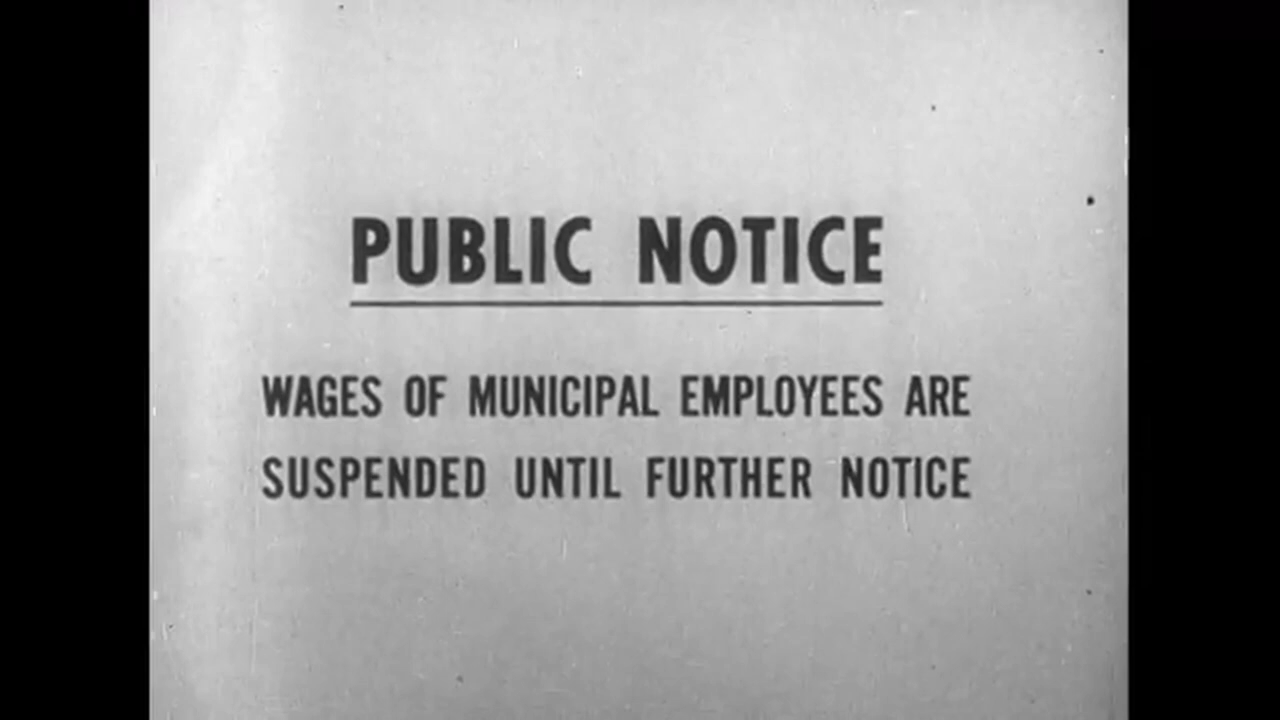 PUBLIC NOTICE
WAGES OF MUNICIPAL EMPLOYEES ARE
SUSPENDED UNTIL FURTHER NOTICE